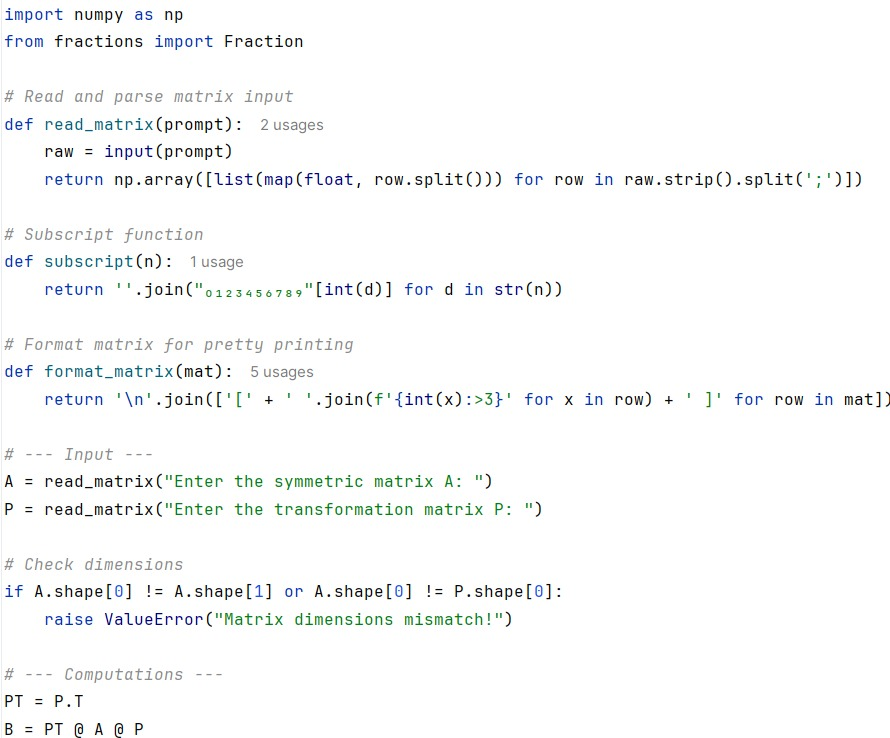 import numpy as np
from fractions import Fraction
# Read and parse matrix input
def read_matrix(prompt): 2 usages
    raw = input(prompt)
    return np.array([list(map(float, row.split())) for row in raw.strip().split(';')])
# Subscript function
def subscript(n): 1 usage
    return ''.join("₀₁₂₃₄₅₆₇₈₉"[int(d)] for d in str(n))
# Format matrix for pretty printing
def format_matrix(mat): 5 usages
    return '\n'.join(['[' + ' '.join(f'{int(x):>3}' for x in row) + ' ]' for row in mat])
# --- Input ---
A = read_matrix("Enter the symmetric matrix A: ")
P = read_matrix("Enter the transformation matrix P: ")
# Check dimensions
if A.shape[0] != A.shape[1] or A.shape[0] != P.shape[0]:
    raise ValueError("Matrix dimensions mismatch!")
# --- Computations ---
PT = P.T
B = PT @ A @ P